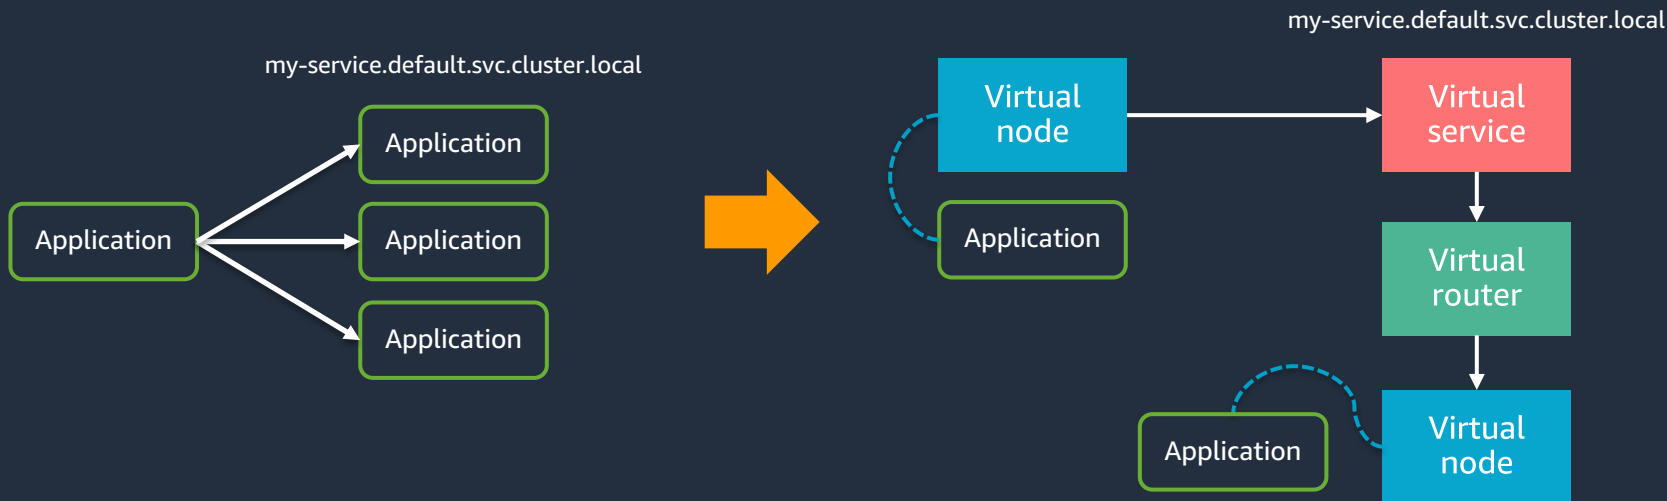 my-service.default.svc.cluster.local
Application
Application
Application
Application
my-service.default.svc.cluster.local
Virtual
node
Virtual
service
Application
Virtual
router
Application
Virtual
node